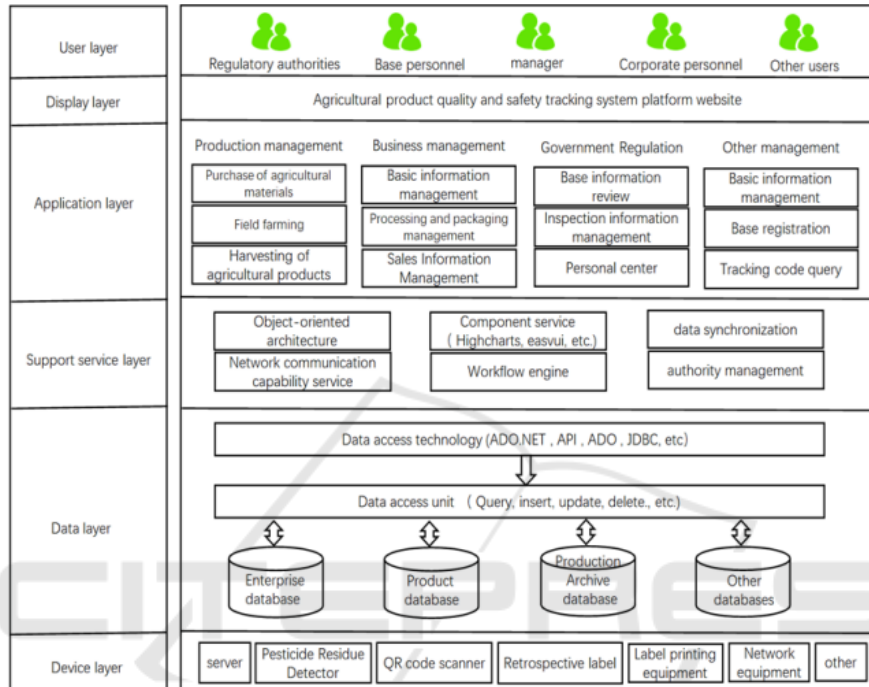 User layer
Regulatory authorities
Base personnel
manager
Corporate personnel
Other users
Display layer
Agricultural product quality and safety tracking system platform website
Application layer
Production management
Purchase of agricultural
materials
Field farming
Harvesting of
agricultural products
Business management
Basic information
management
Processing and packaging
management
Sales Information
Management
Government Regulation
Base information
review
Inspection information
management
Personal center
Other management
Basic information
management
Base registration
Tracking code query
Support service layer
Object-oriented
architecture
Network communication
capability service
Component service
( Highcharts, easvui, etc.)
Workflow engine
data synchronization
authority management
Data layer
Data access technology (ADO.NET , API , ADO , JDBC, etc)
Data access unit ( Query, insert, update, delete., etc.)
Enterprise
database
Product
database
Production
Archive
database
Other
databases
Device layer
server
Pesticide Residue
Detector
QR code scanner
Retrospective label
Label printing
equipment
Network
equipment
other